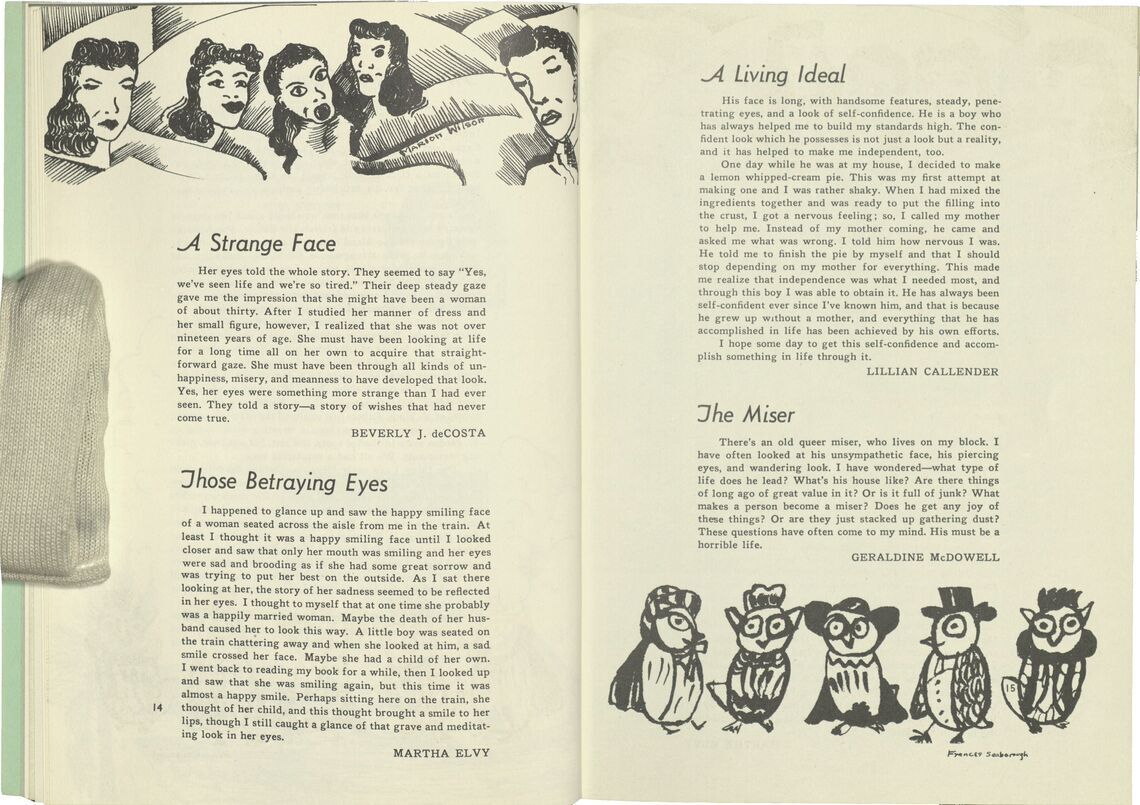 MARION WILSON
A Strange Face
Her eyes told the whole story. They seemed to say “Yes,
we've seen life and we're so tired.” Their deep steady gaze
gave me the impression that she might have been a woman
of about thirty. After I studied her manner of dress and
her small figure, however, I realized that she was not over
nineteen years of age. She must have been looking at life
for a long time all on her own to acquire that straight-
forward gaze. She must have been through all kinds of un-
happiness, misery, and meanness to have developed that look.
Yes, her eyes were something more strange than I had ever
seen. They told a story—a story of wishes that had never
come true.
BEVERLY J. deCOSTA
Those Betraying Eyes
I happened to glance up and saw the happy smiling face
of a woman seated across the aisle from me in the train. At
least I thought it was a happy smiling face until I looked
closer and saw that only her mouth was smiling and her eyes
were sad and brooding as if she had some great sorrow and
was trying to put her best on the outside. As I sat there
looking at her, the story of her sadness seemed to be reflected
in her eyes. I thought to myself that at one time she probably
was a happily married woman. Maybe the death of her hus-
band caused her to look this way. A little boy was seated on
the train chattering away and when she looked at him, a sad
smile crossed her face. Maybe she had a child of her own.
I went back to reading my book for a while, then I looked up
and saw that she was smiling again, but this time it was
almost a happy smile. Perhaps sitting here on the train, she
thought of her child, and this thought brought a smile to her
lips, though I still caught a glance of that grave and meditat-
ing look in her eyes.
MARTHA ELVY
14
A Living Ideal
His face is long, with handsome features, steady, pene-
trating eyes, and a look of self-confidence. He is a boy who
has always helped me to build my standards high. The con-
fident look which he possesses is not just a look but a reality,
and it has helped to make me independent, too.
One day while he was at my house, I decided to make
a lemon whipped-cream pie. This was my first attempt at
making one and I was rather shaky. When I had mixed the
ingredients together and was ready to put the filling into
the crust, I got a nervous feeling; so, I called my mother
to help me. Instead of my mother coming, he came and
asked me what was wrong. I told him how nervous I was.
He told me to finish the pie by myself and that I should
stop depending on my mother for everything. This made
me realize that independence was what I needed most, and
through this boy I was able to obtain it. He has always been
self-confident ever since I've known him, and that is because
he grew up without a mother, and everything that he has
accomplished in life has been achieved by his own efforts.
I hope some day to get this self-confidence and accom-
plish something in life through it.
LILLIAN CALLENDER
The Miser
There's an old queer miser, who lives on my block. I
have often looked at his unsympathetic face, his piercing
eyes, and wandering look. I have wondered—what type of
life does he lead? What's his house like? Are there things
of long ago of great value in it? Or is it full of junk? What
makes a person become a miser? Does he get any joy of
these things? Or are they just stacked up gathering dust?
These questions have often come to my mind. His must be a
horrible life.
GERALDINE McDOWELL
15
Frances Seaborough